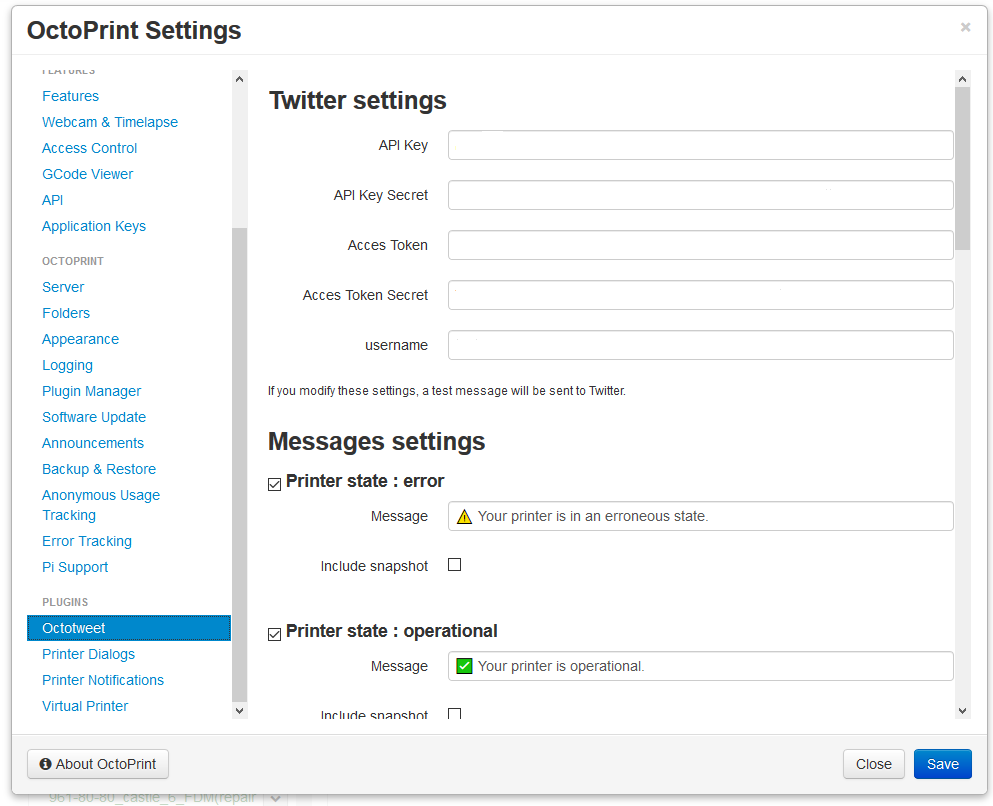 OctoPrint Settings
×
FEATURES
Features
Webcam & Timelapse
Access Control
GCode Viewer
API
Application Keys
OCTOPRINT
Server
Folders
Appearance
Logging
Plugin Manager
Software Update
Announcements
Backup & Restore
Anonymous Usage
Tracking
Error Tracking
Pi Support
PLUGINS
Octotweet
Printer Dialogs
Printer Notifications
Virtual Printer
Twitter settings
API Key
API Key Secret
Acces Token
Acces Token Secret
username
If you modify these settings, a test message will be sent to Twitter.
Messages settings
Printer state : error
Message ⚠ Your printer is in an erroneous state.
Include snapshot
Printer state : operational
Message ✅ Your printer is operational.
Include snapshot
About OctoPrint
Close
Save
961-80-80_castle_6_FDM(repair